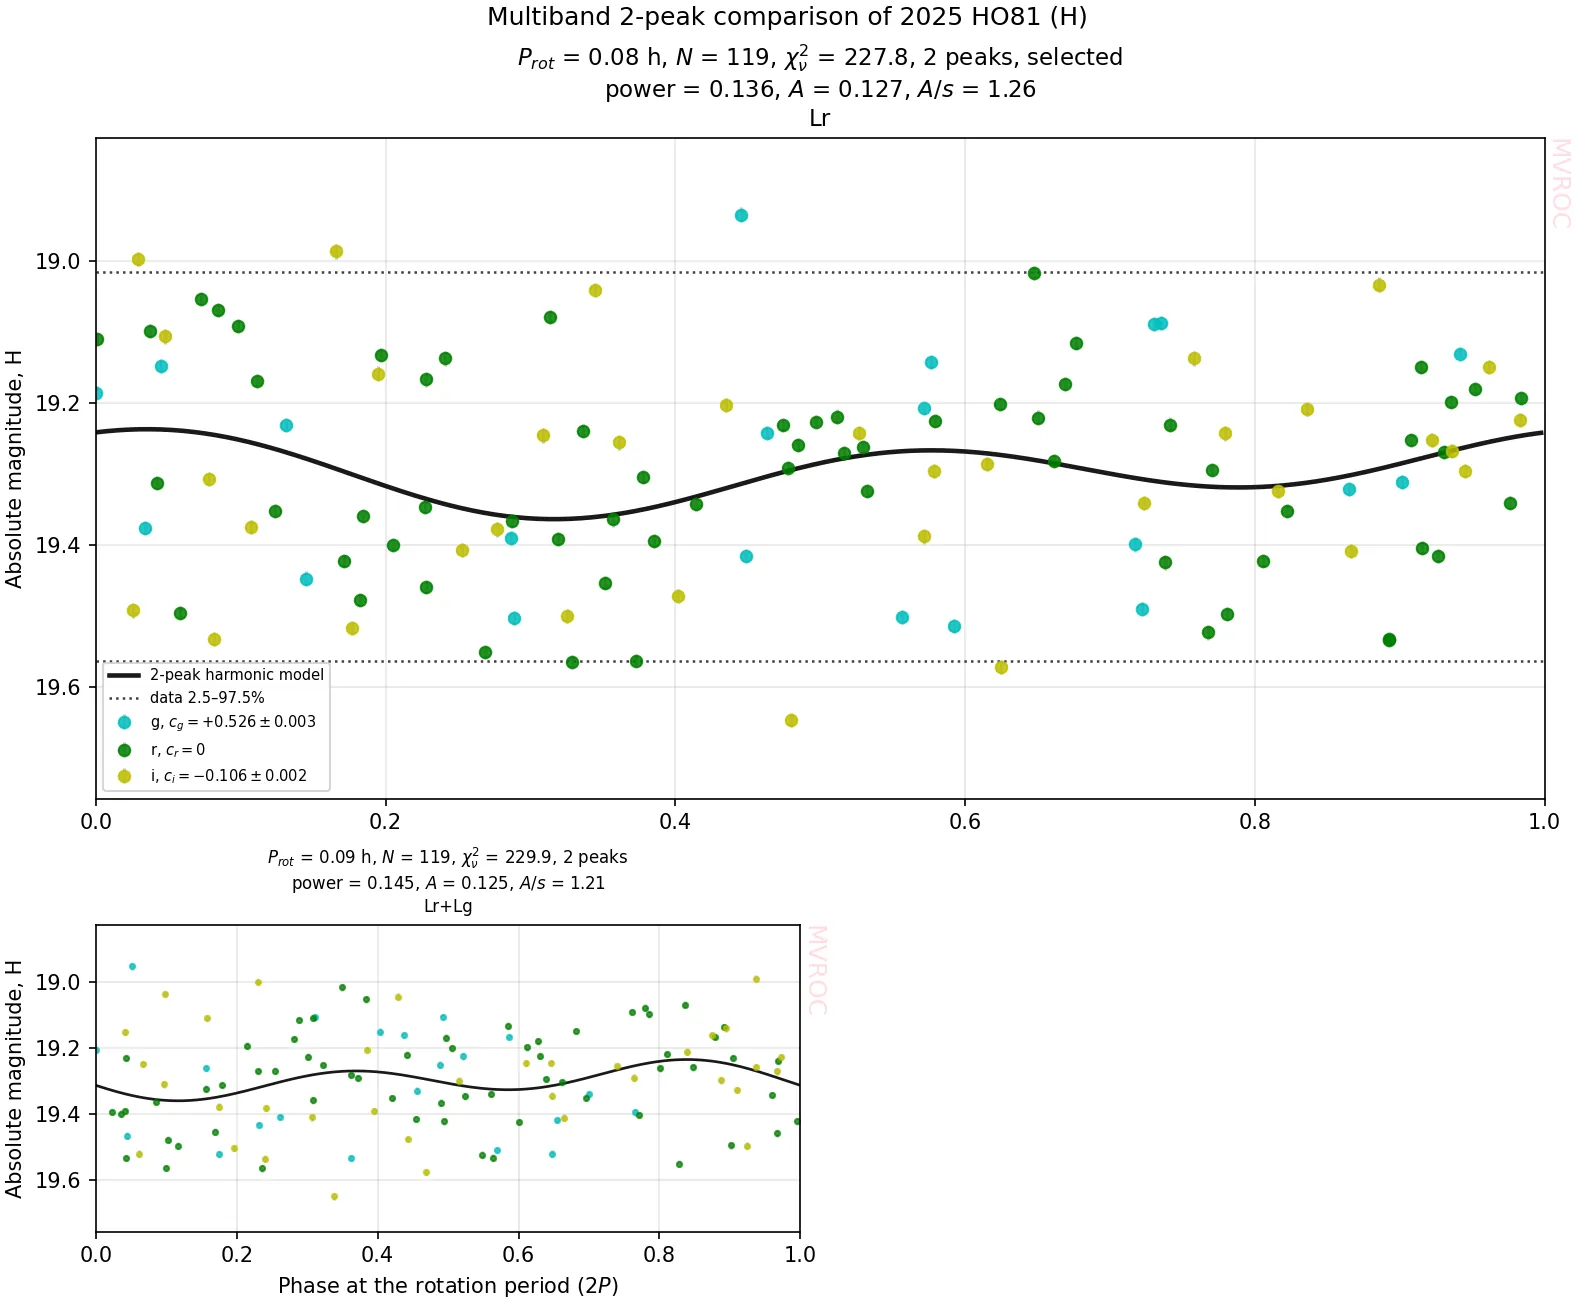 Multiband 2-peak comparison of 2025 HO81 (H)
P_rot = 0.08 h, N = 119, χ²_ν = 227.8, 2 peaks, selected
power = 0.136, A = 0.127, A/s = 1.26
Lr
MVROC
Absolute magnitude, H
19.0
19.2
19.4
19.6
2-peak harmonic model
data 2.5–97.5%
g, c_g = +0.526 ± 0.003
r, c_r = 0
i, c_i = −0.106 ± 0.002
0.0 0.2 0.4 0.6 0.8 1.0
P_rot = 0.09 h, N = 119, χ²_ν = 229.9, 2 peaks
power = 0.145, A = 0.125, A/s = 1.21
Lr+Lg
MVROC
Absolute magnitude, H
19.0
19.2
19.4
19.6
0.0 0.2 0.4 0.6 0.8 1.0
Phase at the rotation period (2P)